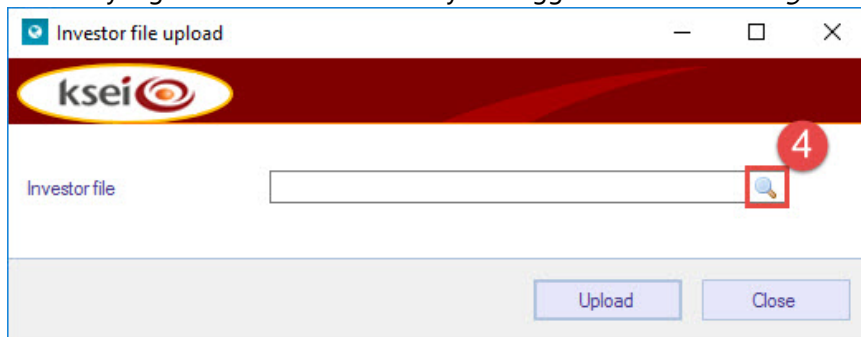 Investor file upload
ksei
4
Investor file
Upload Close